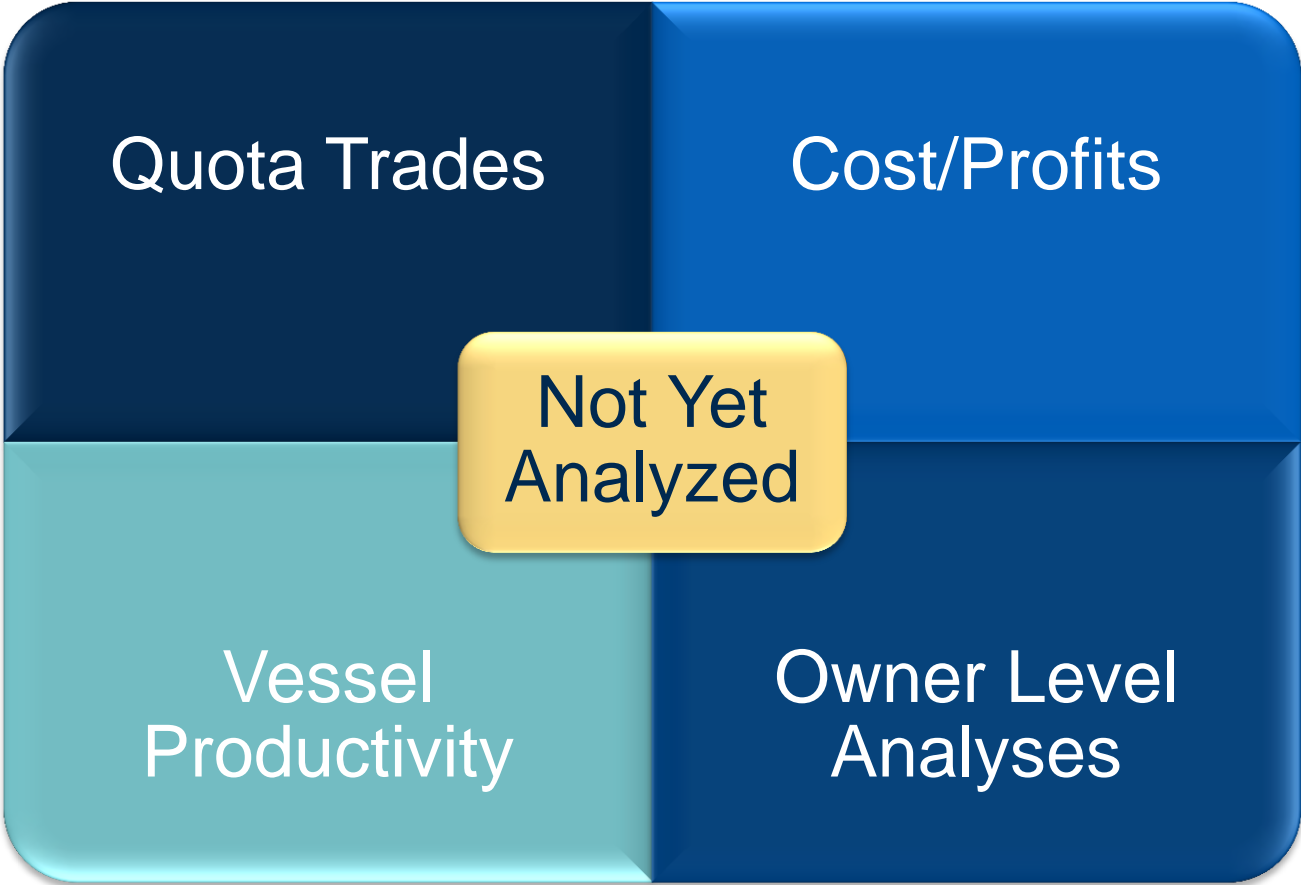 Quota Trades
Cost/Profits
Not Yet
Analyzed
Vessel
Productivity
Owner Level
Analyses